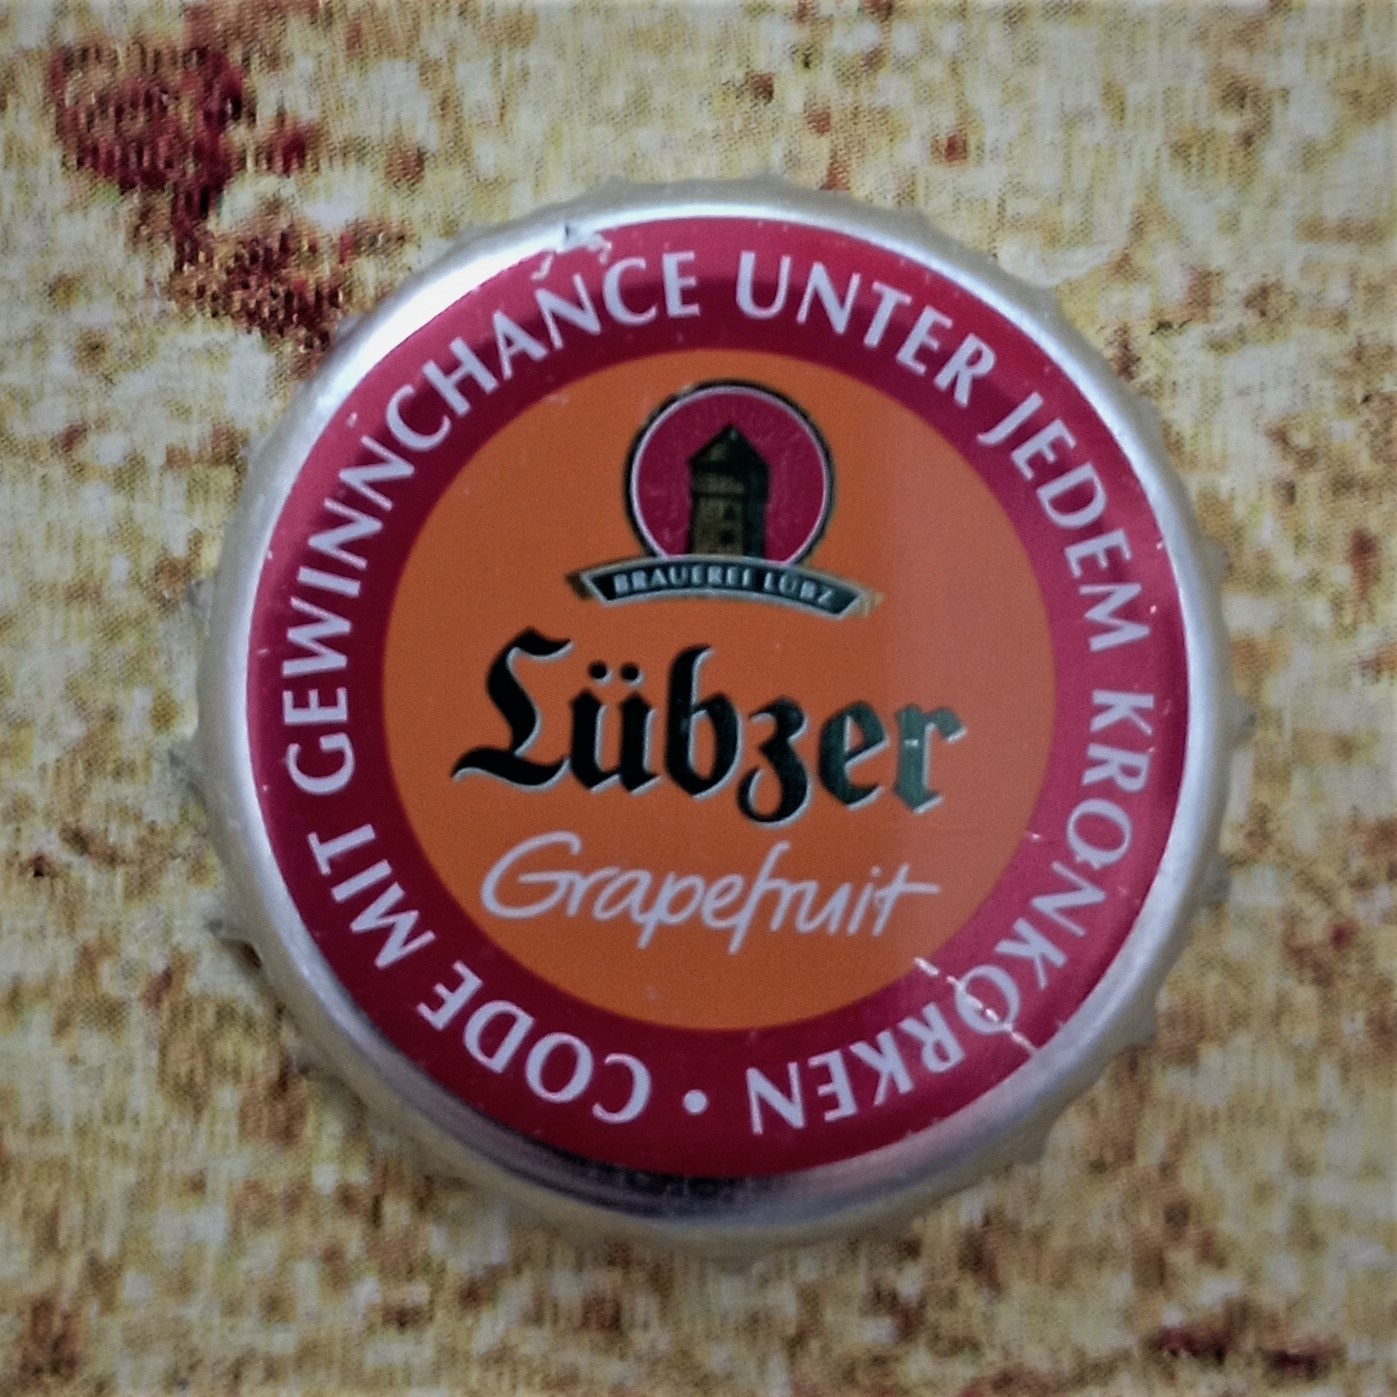 CODE MIT GEWINNCHANCE UNTER JEDEM KRONKORKEN •
BRAUEREI LÜBZ
Lübzer
Grapefruit